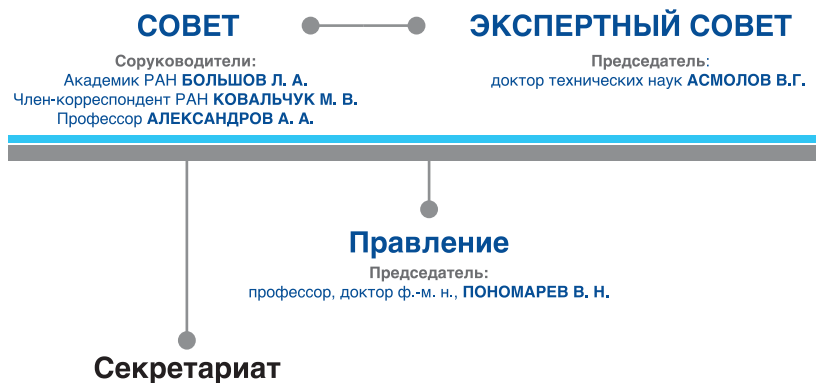 СОВЕТ
Соруководители:
Академик РАН БОЛЬШОВ Л. А.
Член-корреспондент РАН КОВАЛЬЧУК М. В.
Профессор АЛЕКСАНДРОВ А. А.
ЭКСПЕРТНЫЙ СОВЕТ
Председатель:
доктор технических наук АСМОЛОВ В.Г.
Правление
Председатель:
профессор, доктор ф.-м. н., ПОНОМАРЕВ В. Н.
Секретариат